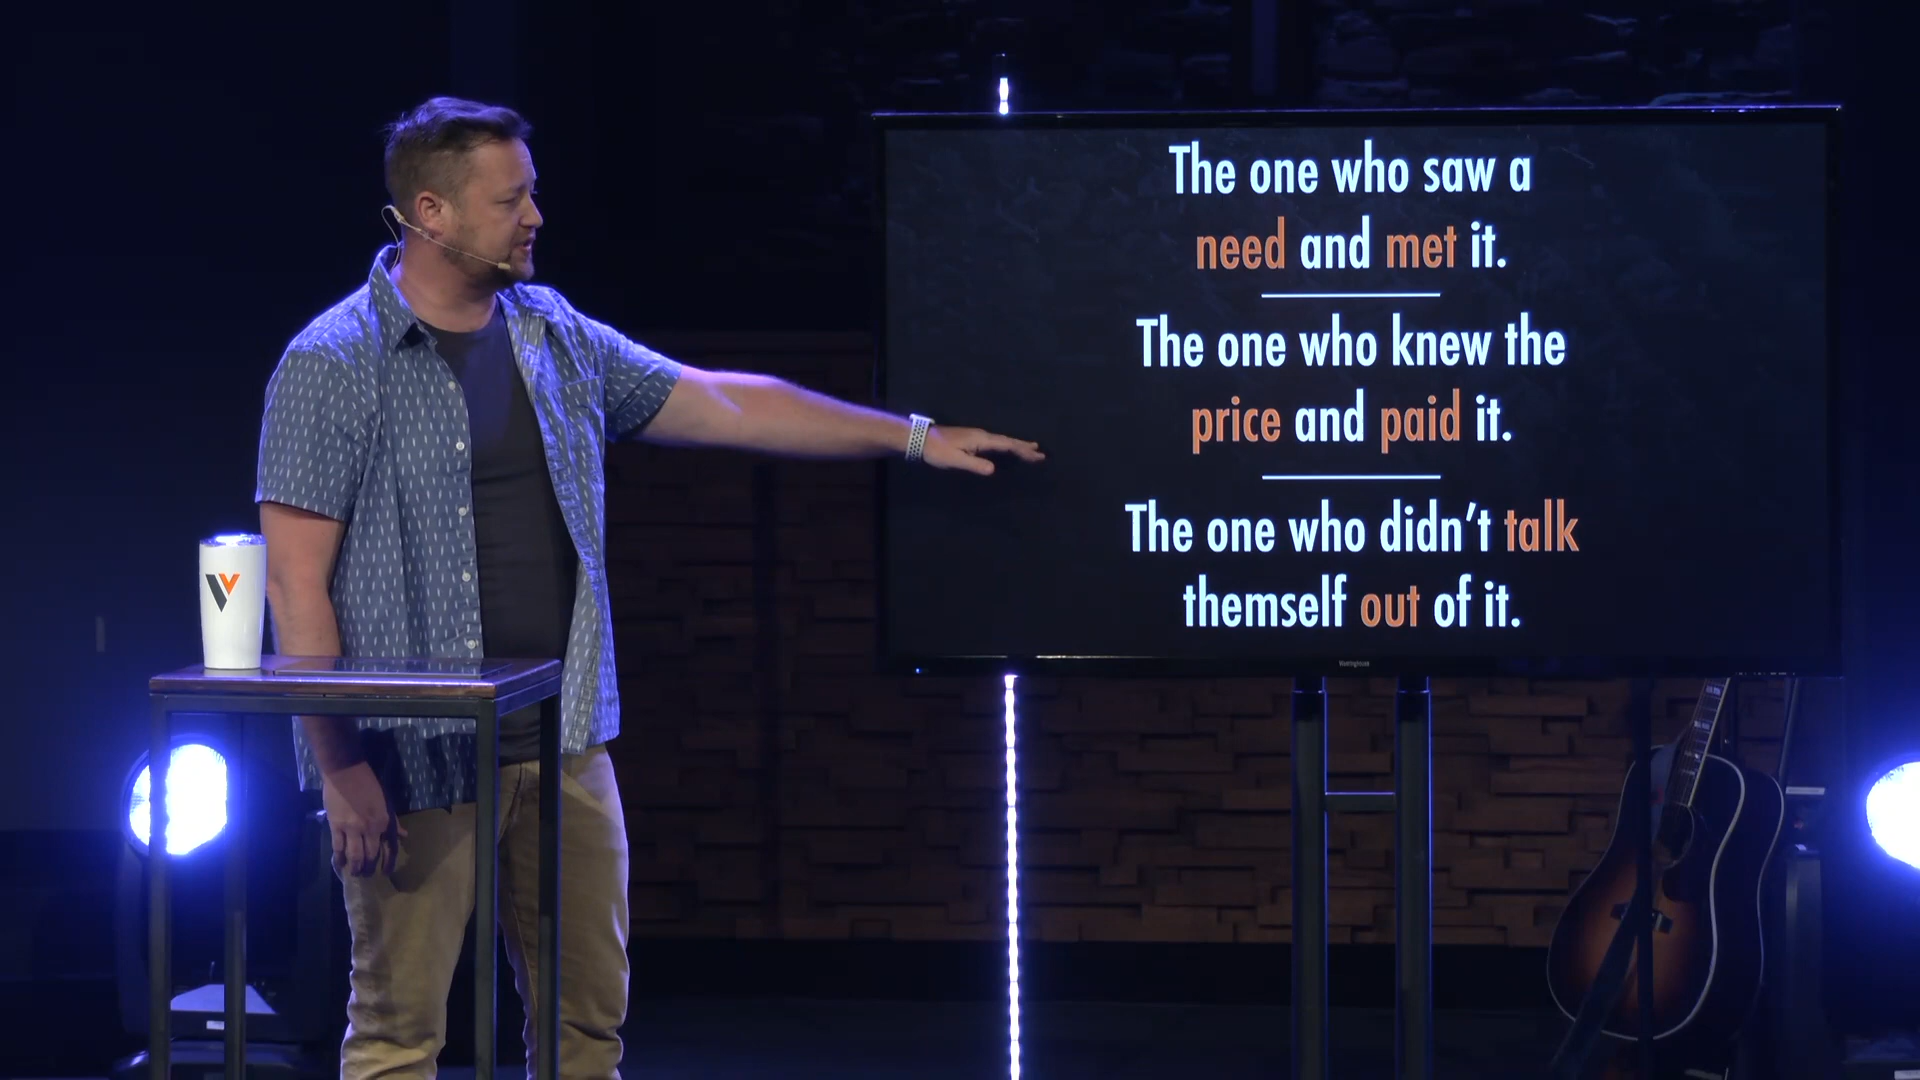 The one who saw a
need and met it.
The one who knew the
price and paid it.
The one who didn't talk
themself out of it.
Westinghouse